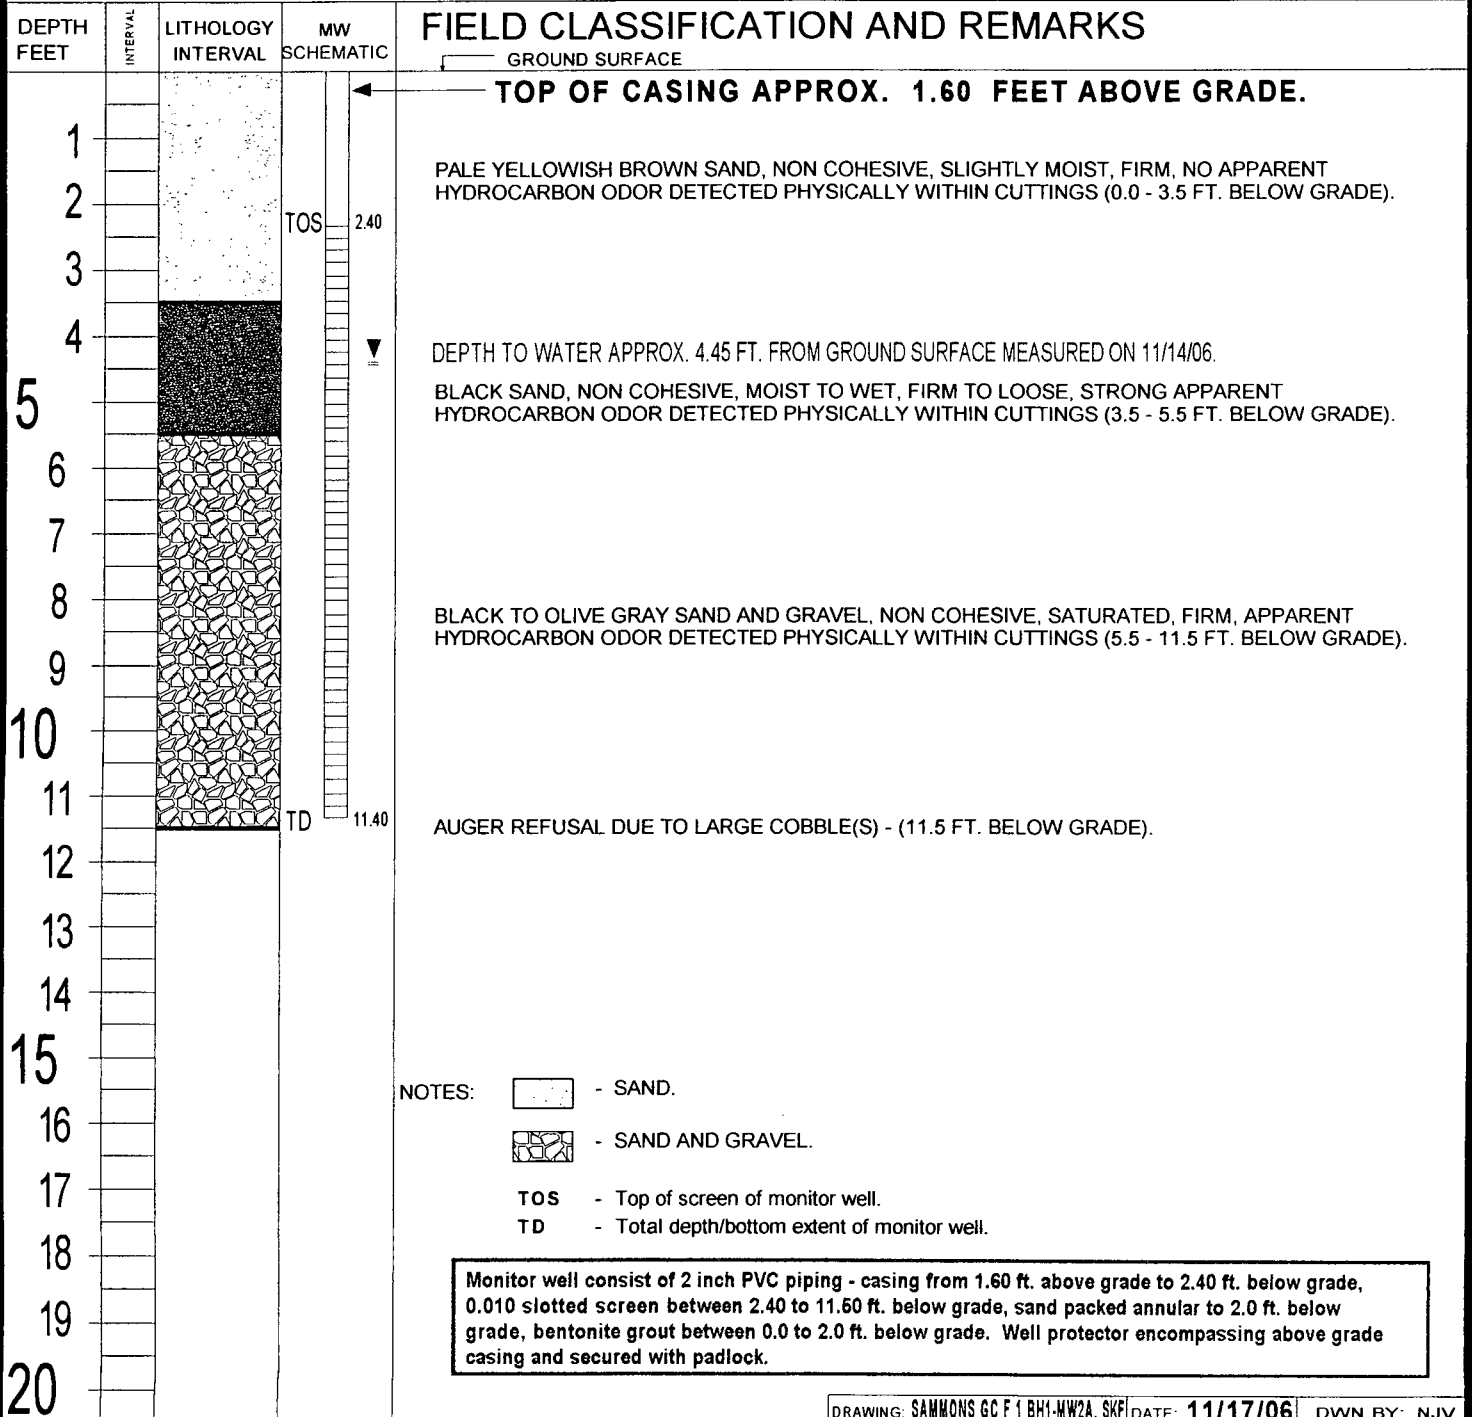 DEPTH FEET
INTERVAL
LITHOLOGY INTERVAL
MW SCHEMATIC
FIELD CLASSIFICATION AND REMARKS
GROUND SURFACE
TOP OF CASING APPROX. 1.60 FEET ABOVE GRADE.
1
PALE YELLOWISH BROWN SAND, NON COHESIVE, SLIGHTLY MOIST, FIRM, NO APPARENT
HYDROCARBON ODOR DETECTED PHYSICALLY WITHIN CUTTINGS (0.0 - 3.5 FT. BELOW GRADE).
2
TOS 2.40
3
4
DEPTH TO WATER APPROX. 4.45 FT. FROM GROUND SURFACE MEASURED ON 11/14/06.
BLACK SAND, NON COHESIVE, MOIST TO WET, FIRM TO LOOSE, STRONG APPARENT
HYDROCARBON ODOR DETECTED PHYSICALLY WITHIN CUTTINGS (3.5 - 5.5 FT. BELOW GRADE).
5
6
7
8
BLACK TO OLIVE GRAY SAND AND GRAVEL, NON COHESIVE, SATURATED, FIRM, APPARENT
HYDROCARBON ODOR DETECTED PHYSICALLY WITHIN CUTTINGS (5.5 - 11.5 FT. BELOW GRADE).
9
10
11
TD 11.40
AUGER REFUSAL DUE TO LARGE COBBLE(S) - (11.5 FT. BELOW GRADE).
12
13
14
15
NOTES: - SAND.
16
- SAND AND GRAVEL.
17
TOS - Top of screen of monitor well.
TD - Total depth/bottom extent of monitor well.
18
Monitor well consist of 2 inch PVC piping - casing from 1.60 ft. above grade to 2.40 ft. below grade,
0.010 slotted screen between 2.40 to 11.60 ft. below grade, sand packed annular to 2.0 ft. below
grade, bentonite grout between 0.0 to 2.0 ft. below grade. Well protector encompassing above grade
casing and secured with padlock.
19
20
DRAWING: SAMMONS GC F 1 BH1-MW2A. SKF DATE: 11/17/06 DWN BY: NJV